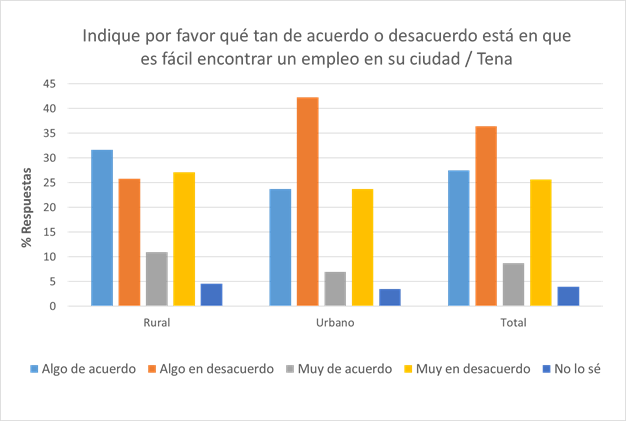 Indique por favor qué tan de acuerdo o desacuerdo está en que
es fácil encontrar un empleo en su ciudad / Tena
% Respuestas
45
40
35
30
25
20
15
10
5
0
Rural Urbano Total
Algo de acuerdo Algo en desacuerdo Muy de acuerdo Muy en desacuerdo No lo sé